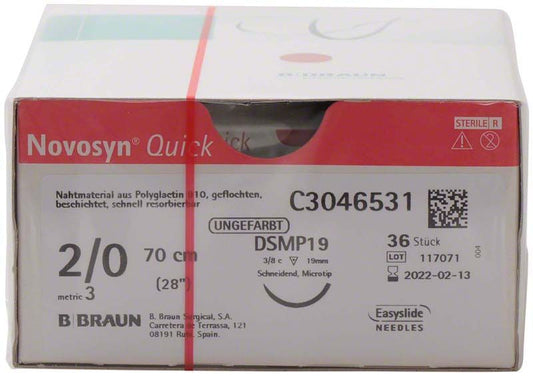 B BRAUN
STERILE R
Novosyn® Quick
Nahtmaterial aus Polyglactin 910, geflochten,
beschichtet, schnell resorbierbar
C3046531
UNGEFÄRBT
2/0 70 cm DSMP19 36 Stück
3/8 c 19mm LOT 117071
004
(28") Schneidend, Microtip 2022-02-13
metric 3
B BRAUN B. Braun Surgical, S.A. Easyslide
Carretera de Terrassa, 121 NEEDLES
08191 Rubí. Spain.